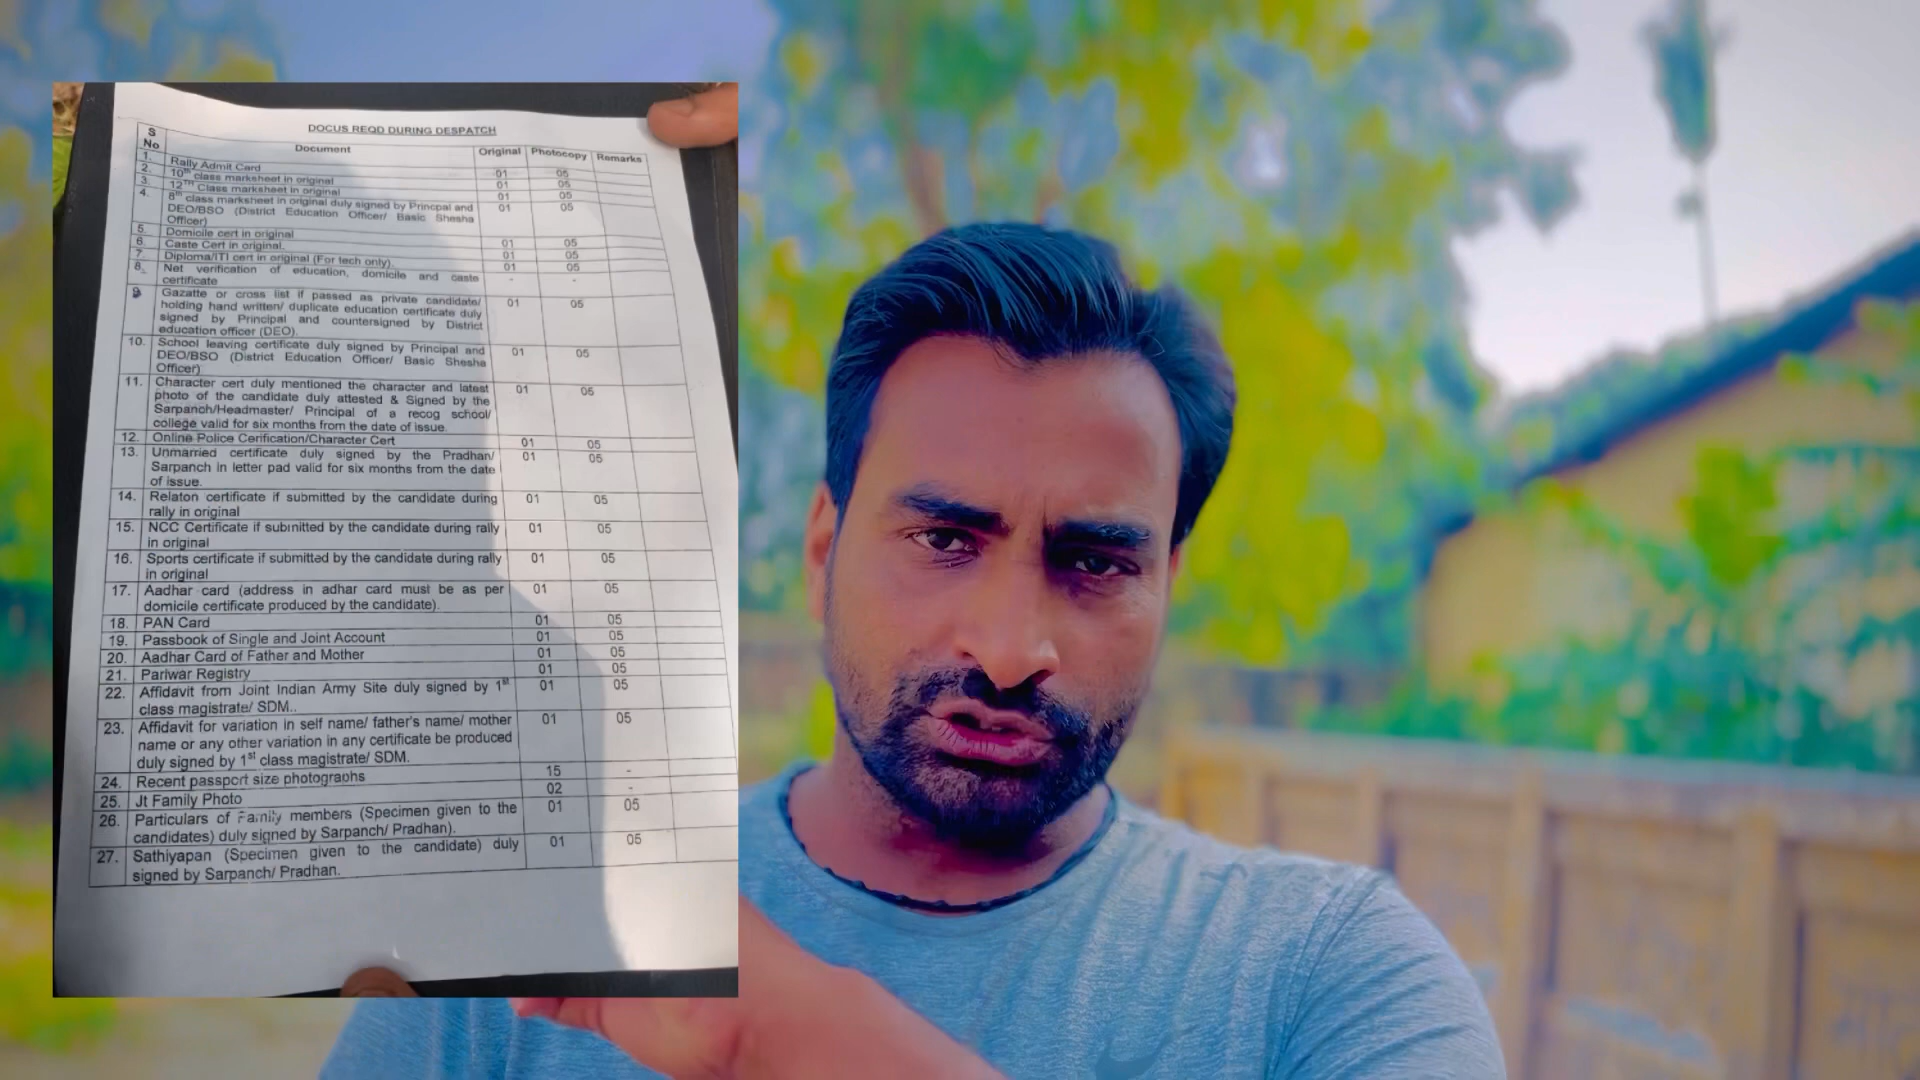 DOCUS REQD DURING DESPATCH
S No Document Original Photocopy Remarks
1. Rally Admit Card 01 05
2. 10th class marksheet in original 01 05
3. 12TH Class marksheet in original 01 05
4. 8th class marksheet in original duly signed by Princpal and 01 05
DEO/BSO (District Education Officer/ Basic Shesha
Officer)
5. Domicile cert in original 01 05
6. Caste Cert in original. 01 05
7. Diploma/ITI cert in original (For tech only). 01 05
8. Net verification of education, domicile and caste - -
certificate
9 Gazatte or cross list if passed as private candidate/ 01 05
holding hand written/ duplicate education certificate duly
signed by Principal and countersigned by District
education officer (DEO).
10. School leaving certificate duly signed by Principal and 01 05
DEO/BSO (District Education Officer/ Basic Shesha
Officer)
11. Character cert duly mentioned the character and latest 01 05
photo of the candidate duly attested & Signed by the
Sarpanch/Headmaster/ Principal of a recog school/
college valid for six months from the date of issue.
12. Online Police Cerification/Character Cert 01 05
13. Unmarried certificate duly signed by the Pradhan/ 01 05
Sarpanch in letter pad valid for six months from the date
of issue.
14. Relaton certificate if submitted by the candidate during 01 05
rally in original
15. NCC Certificate if submitted by the candidate during rally 01 05
in original
16. Sports certificate if submitted by the candidate during rally 01 05
in original
17. Aadhar card (address in adhar card must be as per 01 05
domicile certificate produced by the candidate).
18. PAN Card 01 05
19. Passbook of Single and Joint Account 01 05
20. Aadhar Card of Father and Mother 01 05
21. Pariwar Registry 01 05
22. Affidavit from Joint Indian Army Site duly signed by 1st 01 05
class magistrate/ SDM..
23. Affidavit for variation in self name/ father's name/ mother 01 05
name or any other variation in any certificate be produced
duly signed by 1st class magistrate/ SDM.
24. Recent passport size photographs 15 -
25. Jt Family Photo 02 -
26. Particulars of Family members (Specimen given to the 01 05
candidates) duly signed by Sarpanch/ Pradhan).
27. Sathiyapan (Specimen given to the candidate) duly 01 05
signed by Sarpanch/ Pradhan.